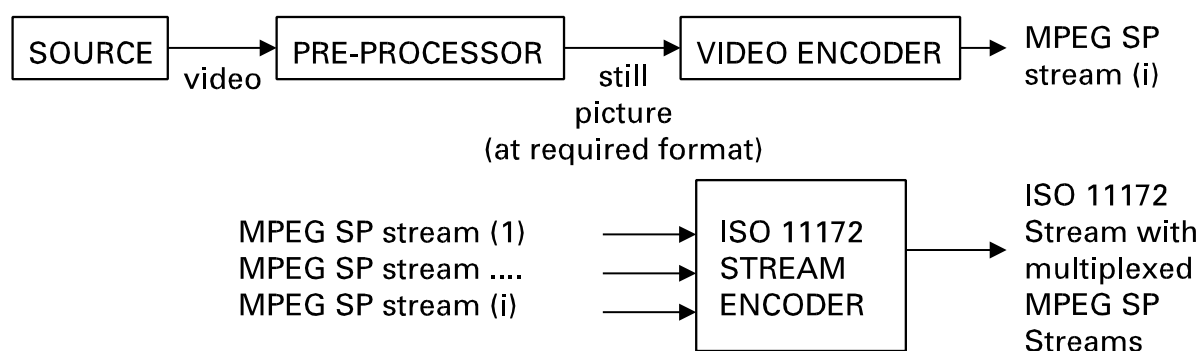 SOURCE
video
PRE-PROCESSOR
still
picture
(at required format)
VIDEO ENCODER
MPEG SP
stream (i)
MPEG SP stream (1)
MPEG SP stream ....
MPEG SP stream (i)
ISO 11172
STREAM
ENCODER
ISO 11172
Stream with
multiplexed
MPEG SP
Streams